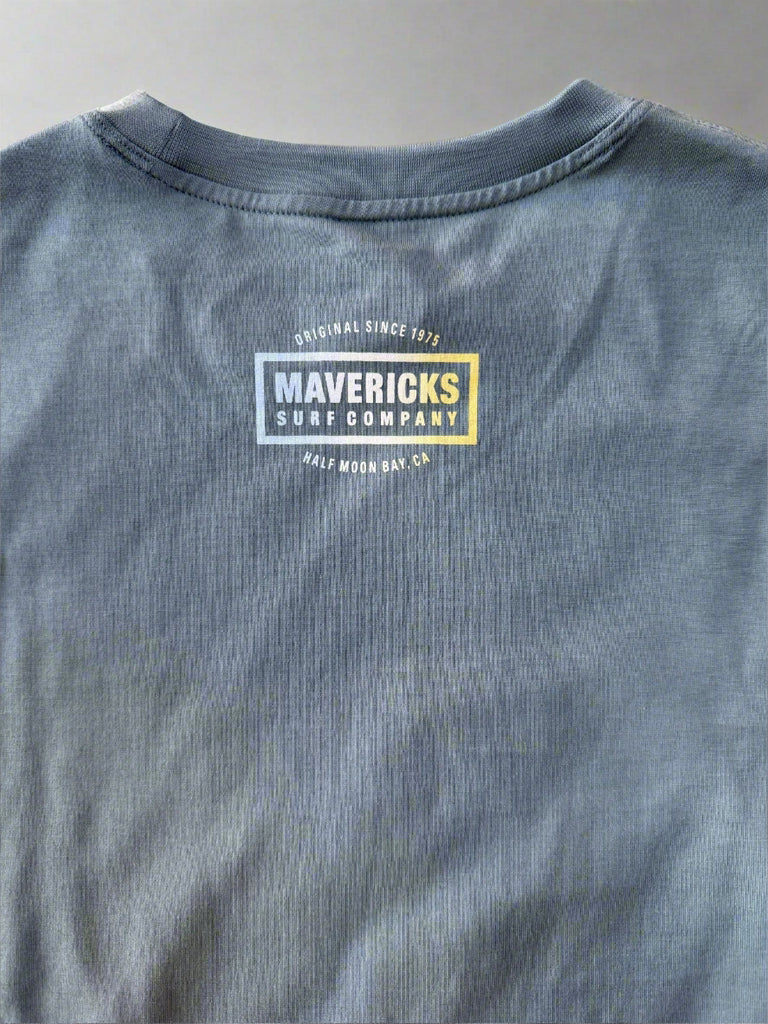 ORIGINAL SINCE 1975
MAVERICKS
SURF COMPANY
HALF MOON BAY, CA